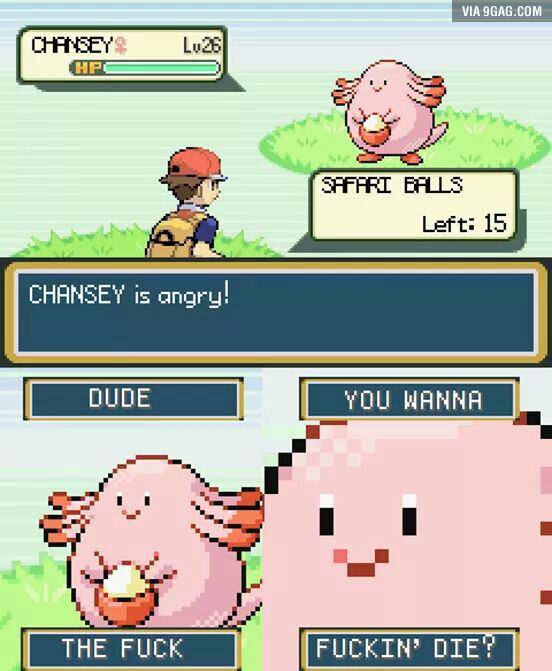 VIA 9GAG.COM
CHANSEY♀ Lv26
HP
SAFARI BALLS
Left: 15
CHANSEY is angry!
DUDE
THE FUCK
YOU WANNA
FUCKIN' DIE?